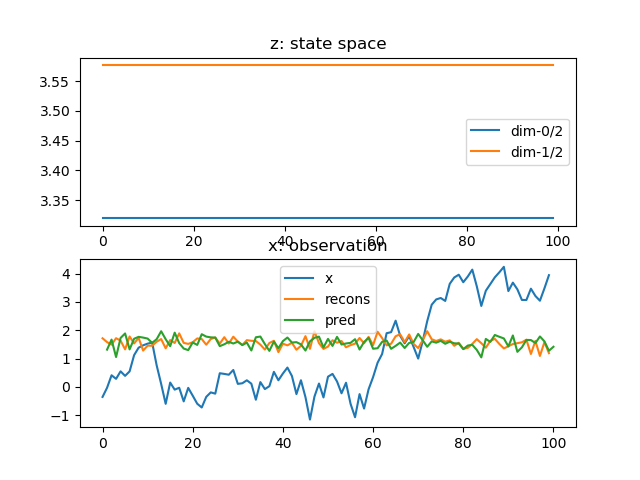 z: state space
3.55
3.50
3.45
3.40
3.35
dim-0/2
dim-1/2
0 20 40 60 80 100
x: observation
4
3
2
1
0
−1
x
recons
pred
0 20 40 60 80 100